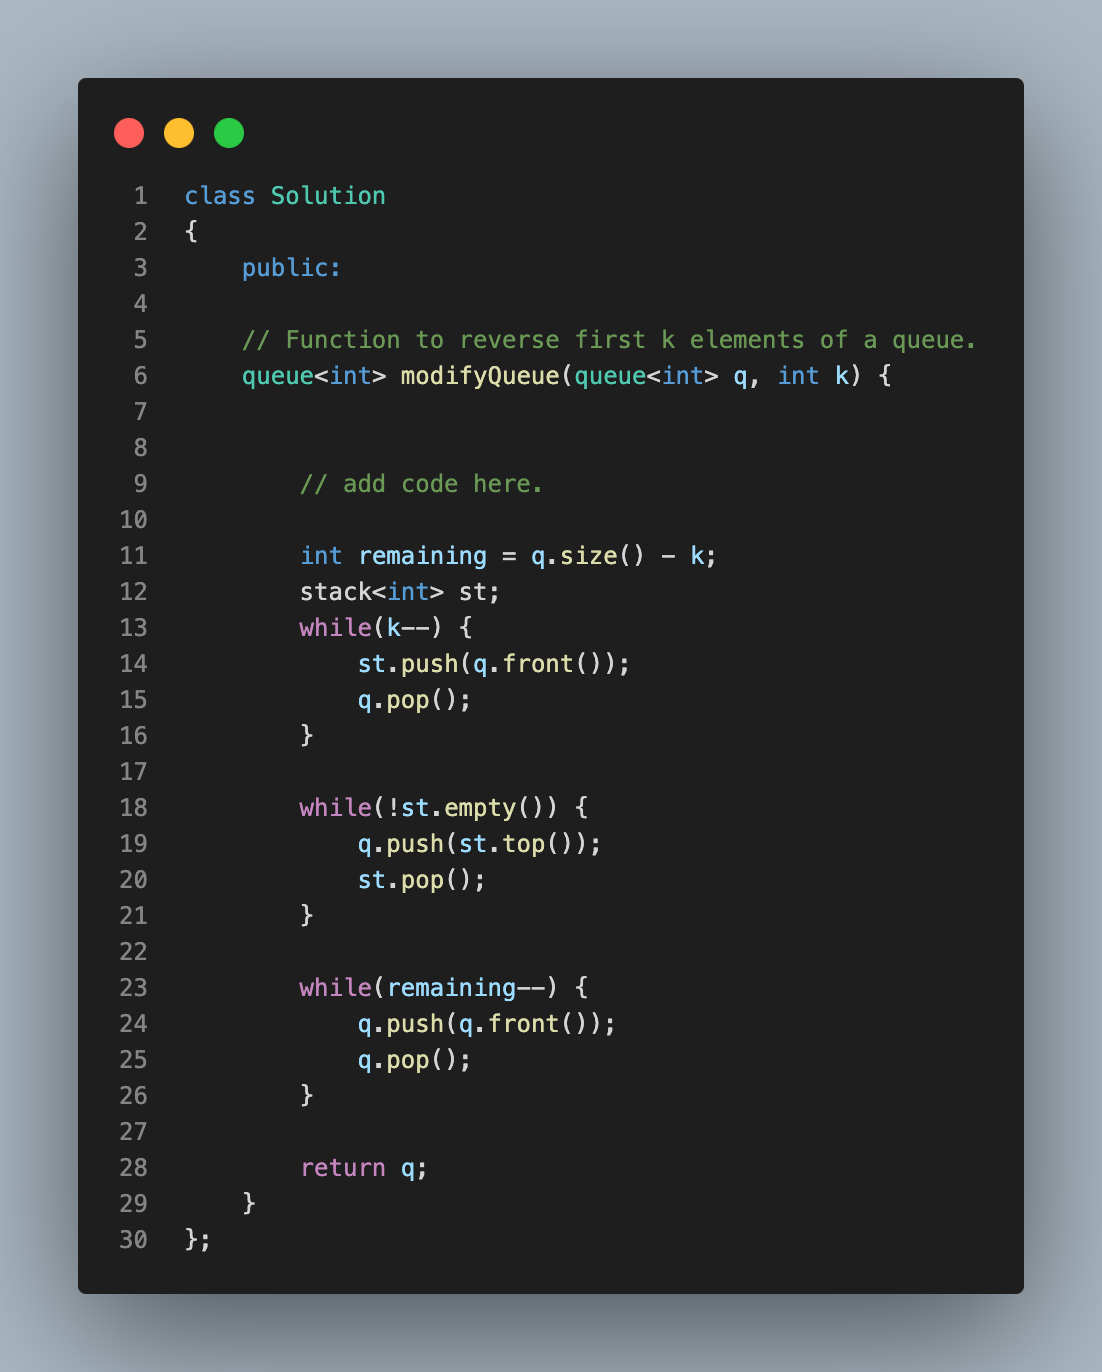 1 class Solution
2 {
3     public:
4
5     // Function to reverse first k elements of a queue.
6     queue<int> modifyQueue(queue<int> q, int k) {
7
8
9         // add code here.
10
11         int remaining = q.size() - k;
12         stack<int> st;
13         while(k--) {
14             st.push(q.front());
15             q.pop();
16         }
17
18         while(!st.empty()) {
19             q.push(st.top());
20             st.pop();
21         }
22
23         while(remaining--) {
24             q.push(q.front());
25             q.pop();
26         }
27
28         return q;
29     }
30 };